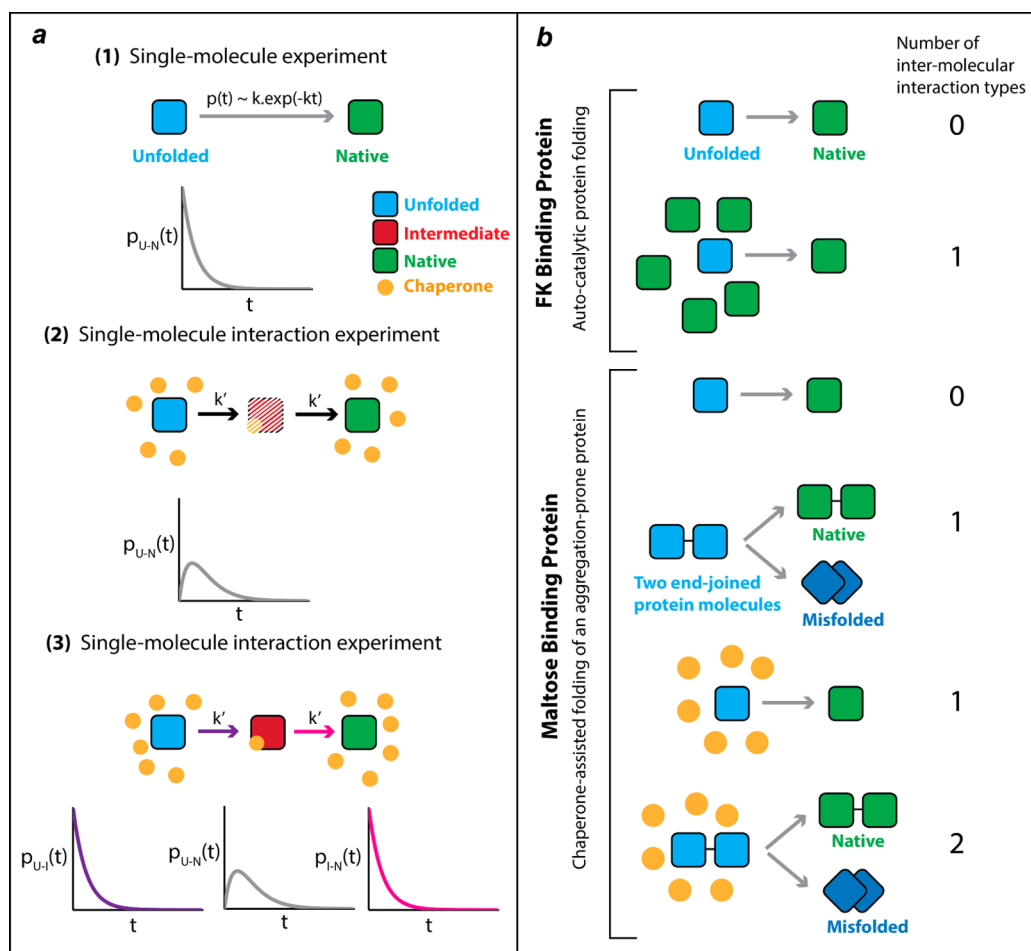 a
(1) Single-molecule experiment
p(t) ~ k.exp(-kt)
Unfolded
Native
pU-N(t)
t
Unfolded
Intermediate
Native
Chaperone
(2) Single-molecule interaction experiment
k'
k'
pU-N(t)
t
(3) Single-molecule interaction experiment
k'
k'
pU-I(t)
t
pU-N(t)
t
pI-N(t)
t
b
Number of
inter-molecular
interaction types
FK Binding Protein
Auto-catalytic protein folding
Unfolded
Native
0
1
Maltose Binding Protein
Chaperone-assisted folding of an aggregation-prone protein
0
Two end-joined
protein molecules
Native
Misfolded
1
1
Native
Misfolded
2